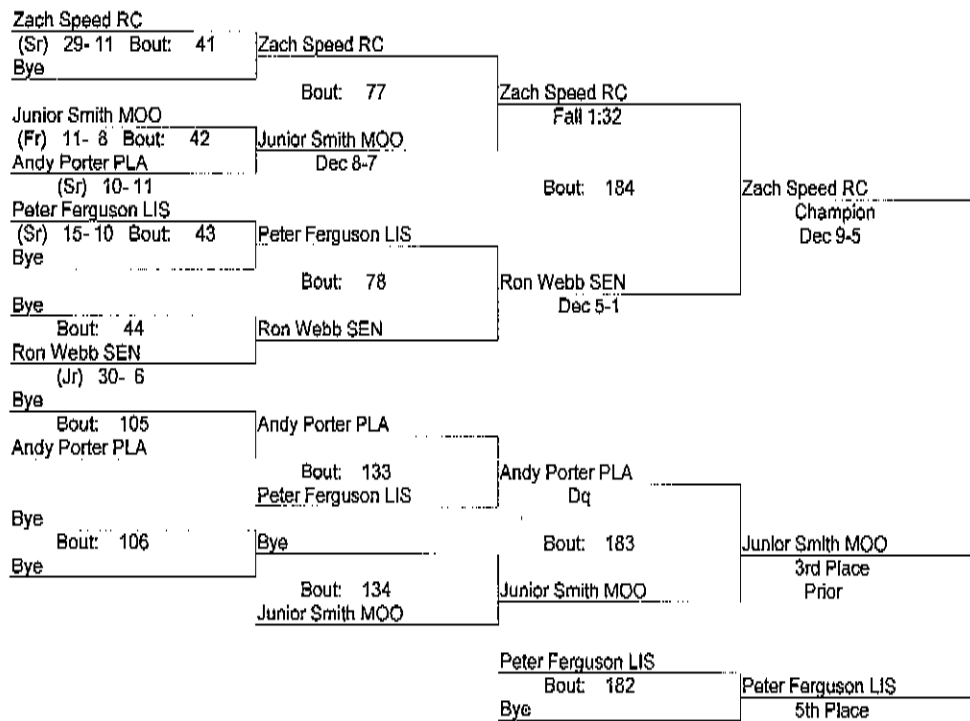 Zach Speed RC
(Sr) 29- 11 Bout: 41
Bye
Zach Speed RC
Bout: 77
Junior Smith MOO
(Fr) 11- 8 Bout: 42
Andy Porter PLA
(Sr) 10- 11
Junior Smith MOO
Dec 8-7
Zach Speed RC
Fall 1:32
Peter Ferguson LIS
(Sr) 15- 10 Bout: 43
Bye
Peter Ferguson LIS
Bout: 78
Bye
Bout: 44
Ron Webb SEN
(Jr) 30- 6
Ron Webb SEN
Ron Webb SEN
Dec 5-1
Bout: 184
Zach Speed RC
Champion
Dec 9-5
Bye
Bout: 105
Andy Porter PLA
Andy Porter PLA
Bout: 133
Peter Ferguson LIS
Andy Porter PLA
Dq
Bye
Bout: 106
Bye
Bye
Bout: 134
Junior Smith MOO
Bout: 183
Junior Smith MOO
Junior Smith MOO
3rd Place
Prior
Peter Ferguson LIS
Bout: 182
Bye
Peter Ferguson LIS
5th Place